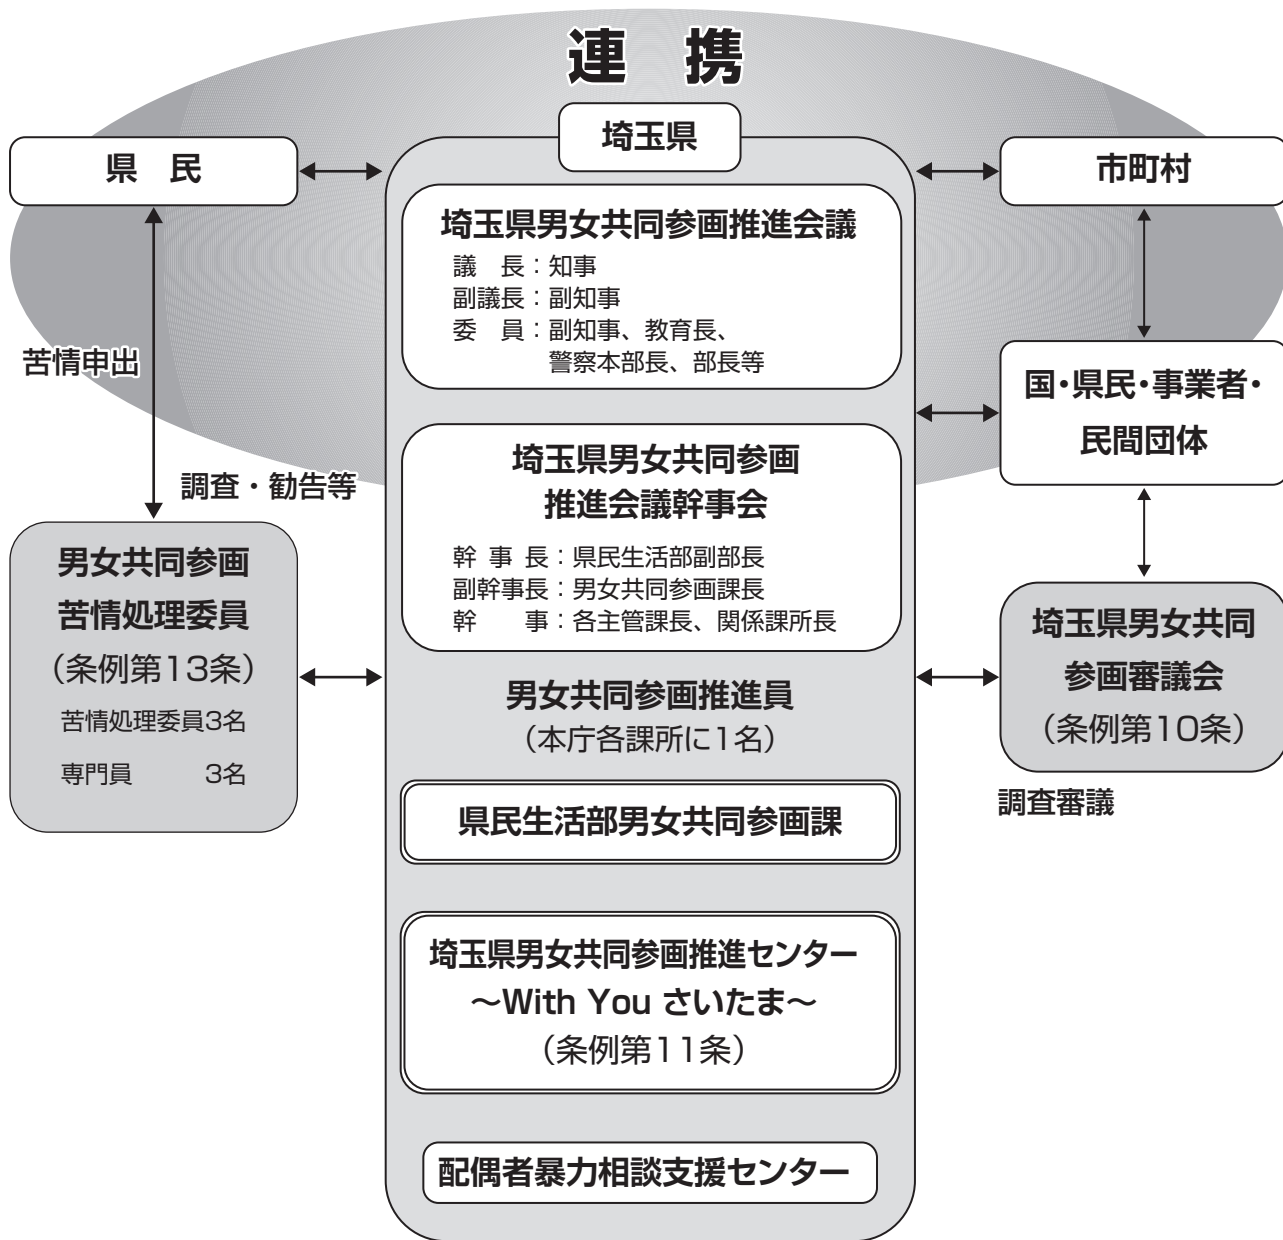 連　携
埼玉県
県　民
市町村
埼玉県男女共同参画推進会議
議　長：知事
副議長：副知事
委　員：副知事、教育長、
警察本部長、部長等
苦情申出
調査・勧告等
国・県民・事業者・
民間団体
埼玉県男女共同参画
推進会議幹事会
幹 事 長：県民生活部副部長
副幹事長：男女共同参画課長
幹　　事：各主管課長、関係課所長
男女共同参画
苦情処理委員
（条例第13条）
苦情処理委員3名
専門員　　　3名
男女共同参画推進員
（本庁各課所に1名）
埼玉県男女共同
参画審議会
（条例第10条）
調査審議
県民生活部男女共同参画課
埼玉県男女共同参画推進センター
～With You さいたま～
（条例第11条）
配偶者暴力相談支援センター